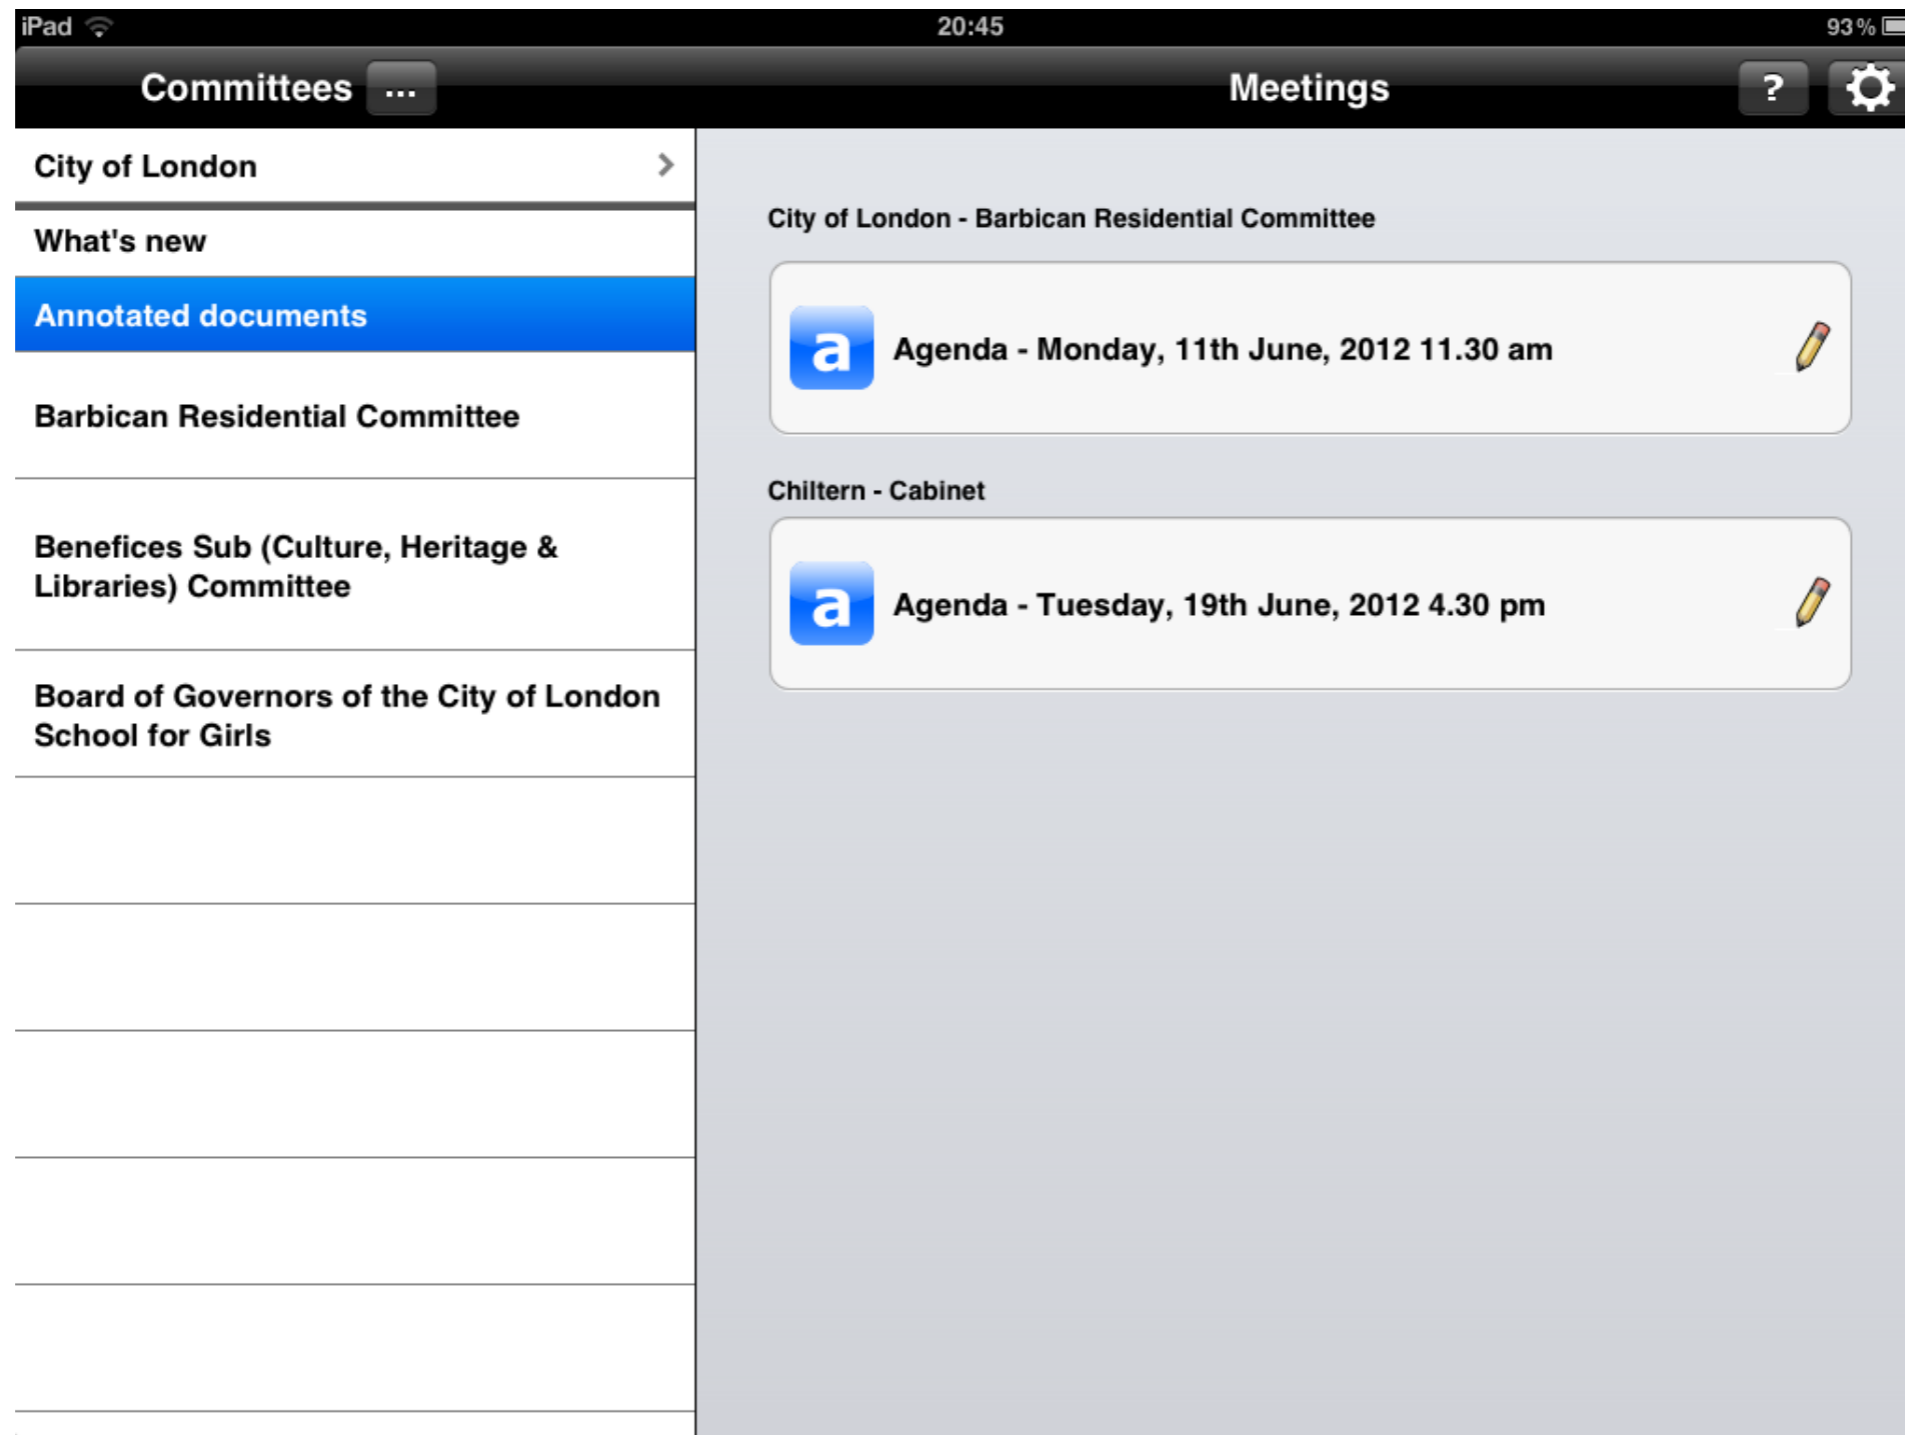 iPad 20:45 93%
Committees ... Meetings ?
City of London
What's new
Annotated documents
Barbican Residential Committee
Benefices Sub (Culture, Heritage &
Libraries) Committee
Board of Governors of the City of London
School for Girls
City of London - Barbican Residential Committee
a Agenda - Monday, 11th June, 2012 11.30 am
Chiltern - Cabinet
a Agenda - Tuesday, 19th June, 2012 4.30 pm